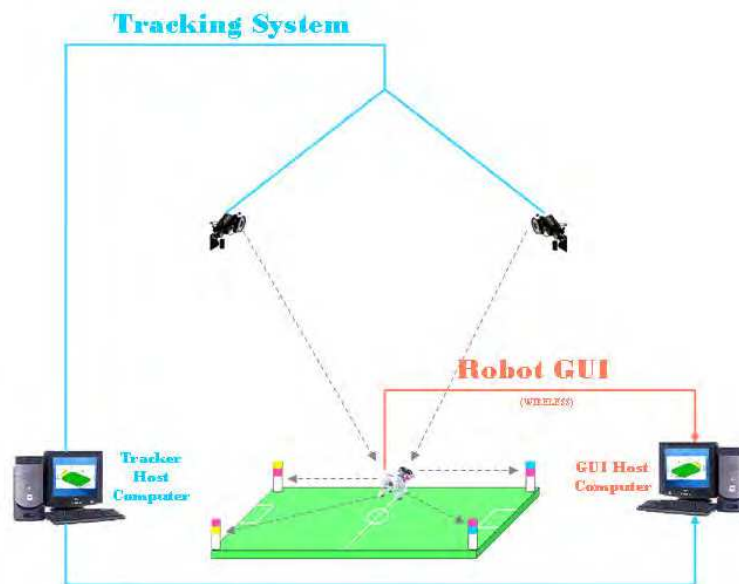 Tracking System
Robot GUI
(WIRELESS)
Tracker
Host
Computer
GUI Host
Computer